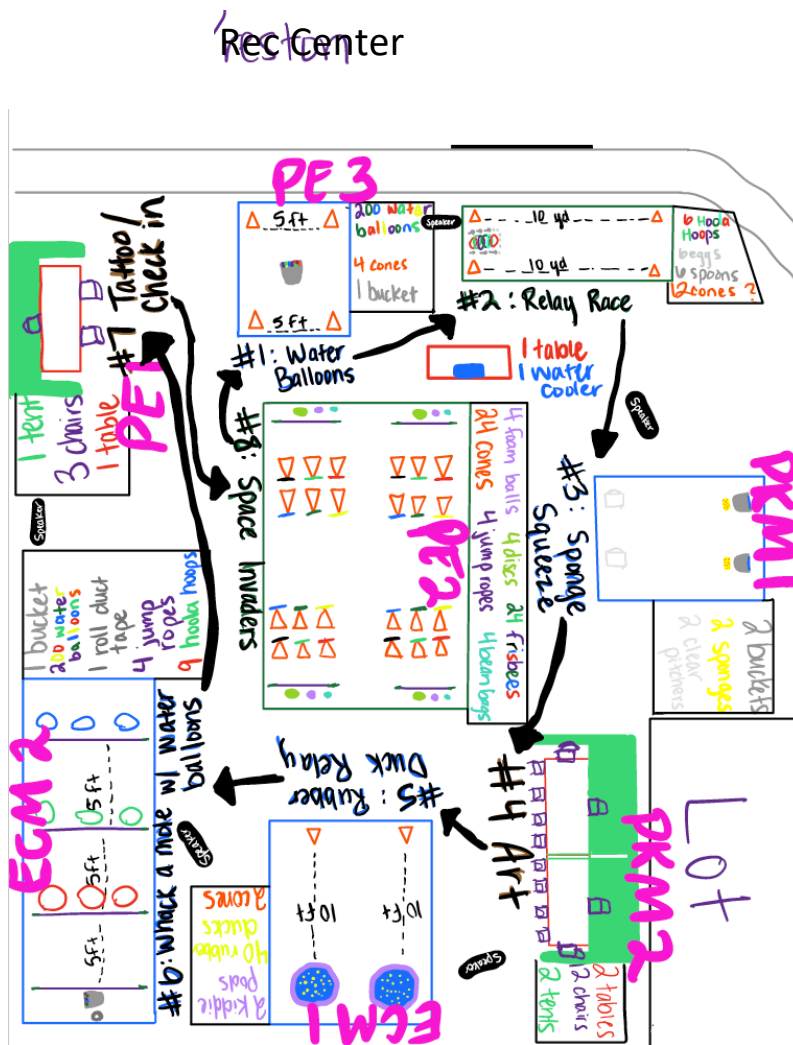 Rec Center
PE 3
5 ft
5 ft
200 water
balloons
4 cones
1 bucket
Speaker
10 yd
10 yd
6 Hoola
Hoops
6 eggs
6 spoons
12 cones ?
#1: Water
Balloons
#2: Relay Race
1 table
1 water
cooler
Speaker
#7 Tattoo/
Check in
PE 1
1 tent
3 chairs
1 table
Speaker
#8: Space Invaders
PE2
4 foam balls 4 discs 24 frisbees
24 cones 4 jump ropes 4 bean bags
#3: Sponge
Squeeze
PKM1
2 buckets
2 sponges
2 clear
pitchers
Lot
#4 Art
PKM 2
2 tables
12 chairs
2 tents
Speaker
#5: Rubber
Duck Relay
10 ft
10 ft
ECM1
2 cones
40 rubber
ducks
2 kiddie
pools
Speaker
#6: Whack a mole w/ water
balloons
ECM 2
5 ft
5 ft
5 ft
1 bucket
200 water
balloons
1 roll duct
tape
4 jump
ropes
9 hoola hoops